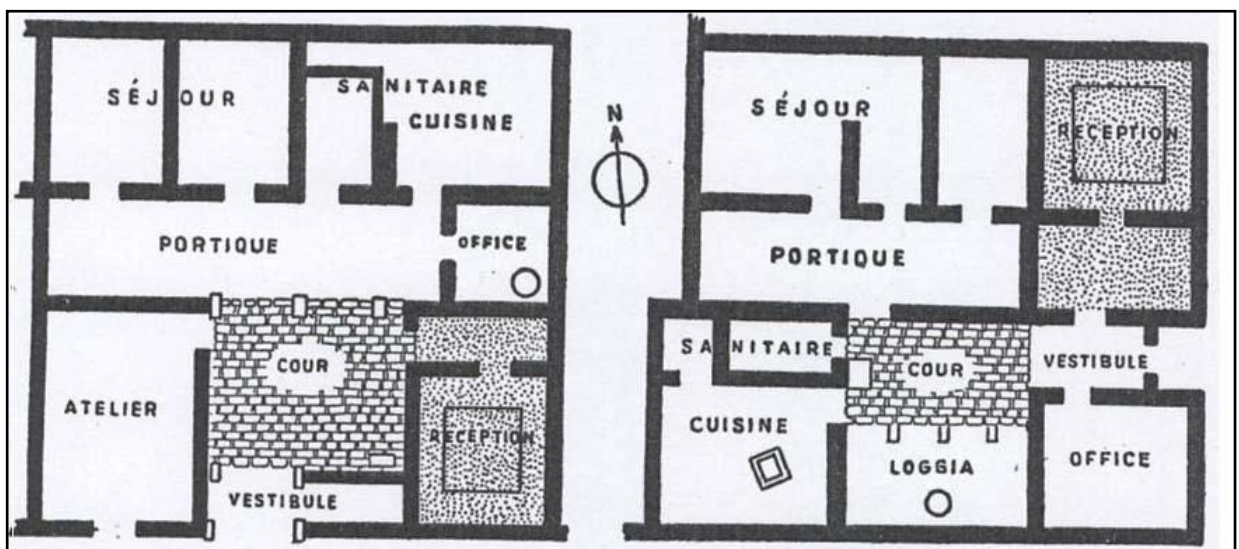 SÉJOUR
SANITAIRE
CUISINE
PORTIQUE
OFFICE
COUR
ATELIER
RECEPTION
VESTIBULE
N
SÉJOUR
RECEPTION
PORTIQUE
SANITAIRE
COUR
VESTIBULE
CUISINE
LOGGIA
OFFICE